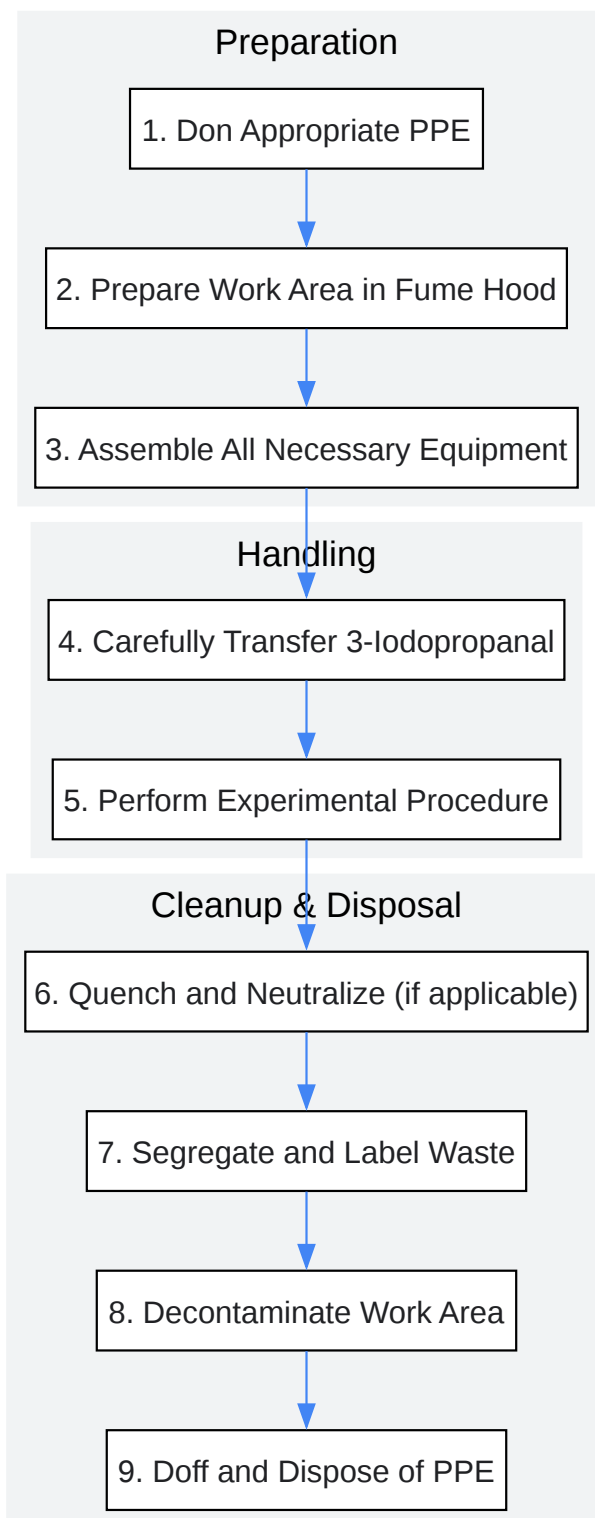 Preparation
1. Don Appropriate PPE
2. Prepare Work Area in Fume Hood
3. Assemble All Necessary Equipment
Handling
4. Carefully Transfer 3-Iodopropanal
5. Perform Experimental Procedure
Cleanup & Disposal
6. Quench and Neutralize (if applicable)
7. Segregate and Label Waste
8. Decontaminate Work Area
9. Doff and Dispose of PPE